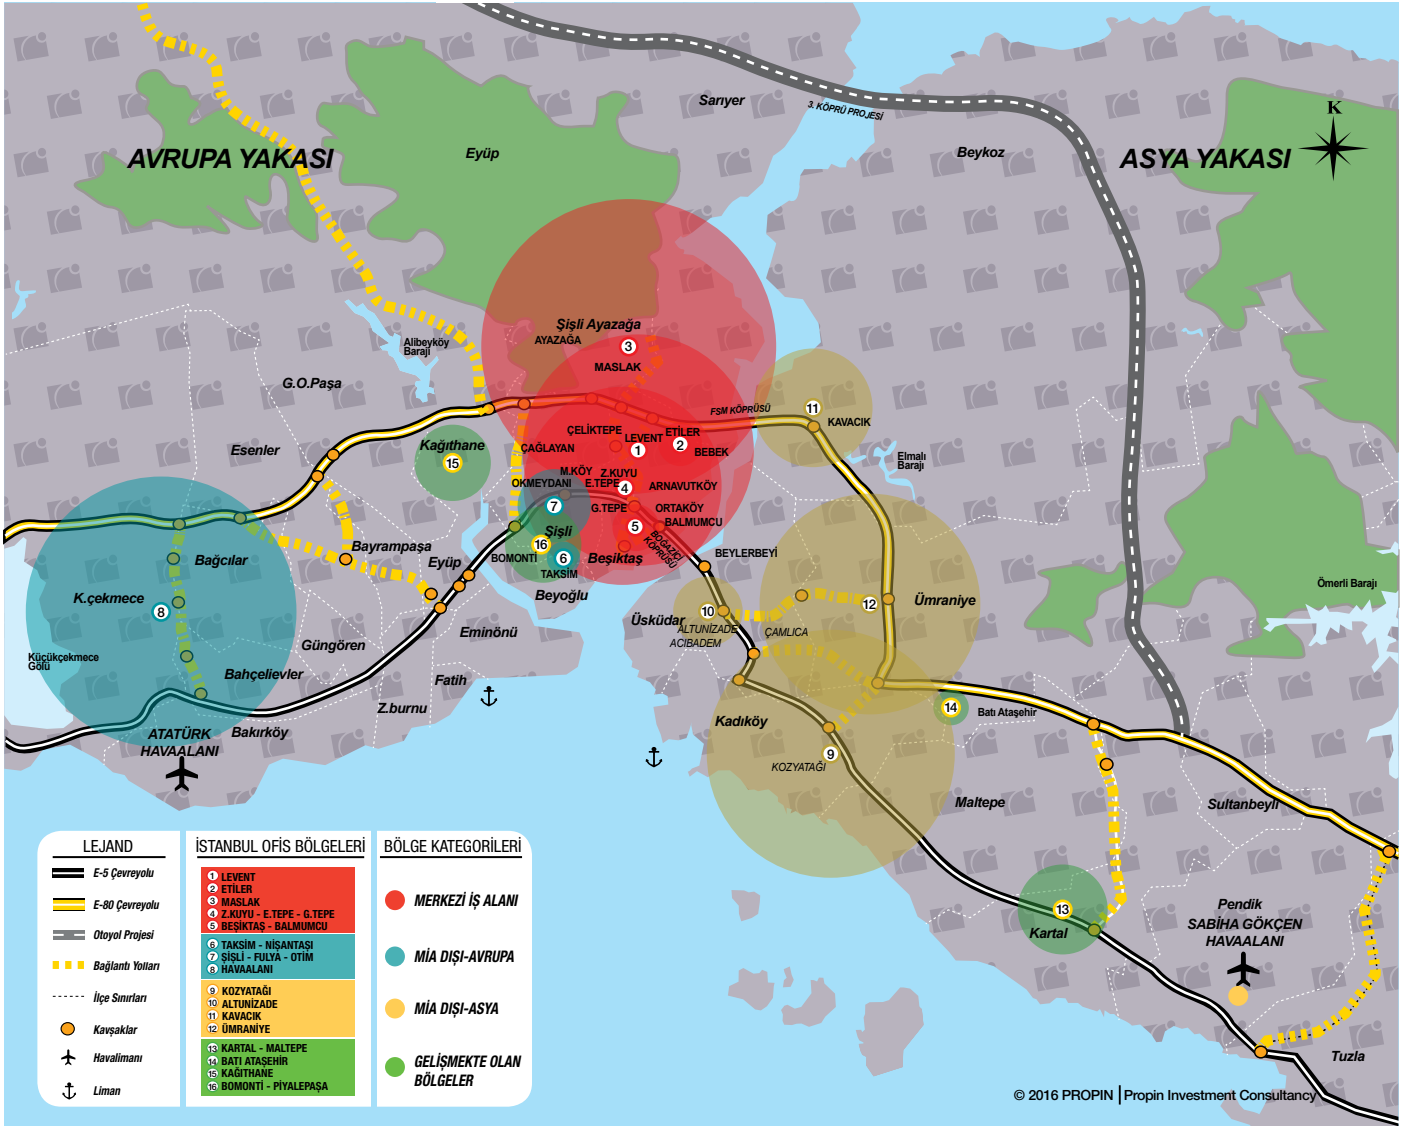 Sarıyer
3. KÖPRÜ PROJESİ
K
AVRUPA YAKASI
Eyüp
Beykoz
ASYA YAKASI
Şişli Ayazağa
AYAZAĞA
3
MASLAK
Alibeyköy
Barajı
G.O.Paşa
FSM KÖPRÜSÜ
11
KAVACIK
Kağıthane
15
ÇAĞLAYAN
ÇELİKTEPE
LEVENT
1
ETİLER
2
BEBEK
Esenler
Elmalı
Barajı
M.KÖY
OKMEYDANI
Z.KUYU
E.TEPE
4
ARNAVUTKÖY
7
G.TEPE
ORTAKÖY
BALMUMCU
Şişli
5
16
BOĞAZİÇİ
KÖPRÜSÜ
Bayrampaşa
Bağcılar
Eyüp
BOMONTİ
6
TAKSİM
Beşiktaş
BEYLERBEYİ
Beyoğlu
K.çekmece
8
Ömerli Barajı
Üsküdar
10
ALTUNİZADE
ACIBADEM
ÇAMLICA
12
Ümraniye
Eminönü
Güngören
Küçükçekmece
Gölü
Bahçelievler
Fatih
Z.burnu
Bakırköy
ATATÜRK
HAVAALANI
Kadıköy
14
Batı Ataşehir
9
KOZYATAĞI
Maltepe
Sultanbeyli
13
Kartal
Pendik
SABİHA GÖKÇEN
HAVAALANI
Tuzla
LEJAND
E-5 Çevreyolu
E-80 Çevreyolu
Otoyol Projesi
Bağlantı Yolları
İlçe Sınırları
Kavşaklar
Havalimanı
Liman
İSTANBUL OFİS BÖLGELERİ
1 LEVENT
2 ETİLER
3 MASLAK
4 Z.KUYU - E.TEPE - G.TEPE
5 BEŞİKTAŞ - BALMUMCU
6 TAKSİM - NİŞANTAŞI
7 ŞİŞLİ - FULYA - OTİM
8 HAVAALANI
9 KOZYATAĞI
10 ALTUNİZADE
11 KAVACIK
12 ÜMRANİYE
13 KARTAL - MALTEPE
14 BATI ATAŞEHİR
15 KAĞITHANE
16 BOMONTİ - PİYALEPAŞA
BÖLGE KATEGORİLERİ
MERKEZİ İŞ ALANI
MİA DIŞI-AVRUPA
MİA DIŞI-ASYA
GELİŞMEKTE OLAN
BÖLGELER
© 2016 PROPIN | Propin Investment Consultancy